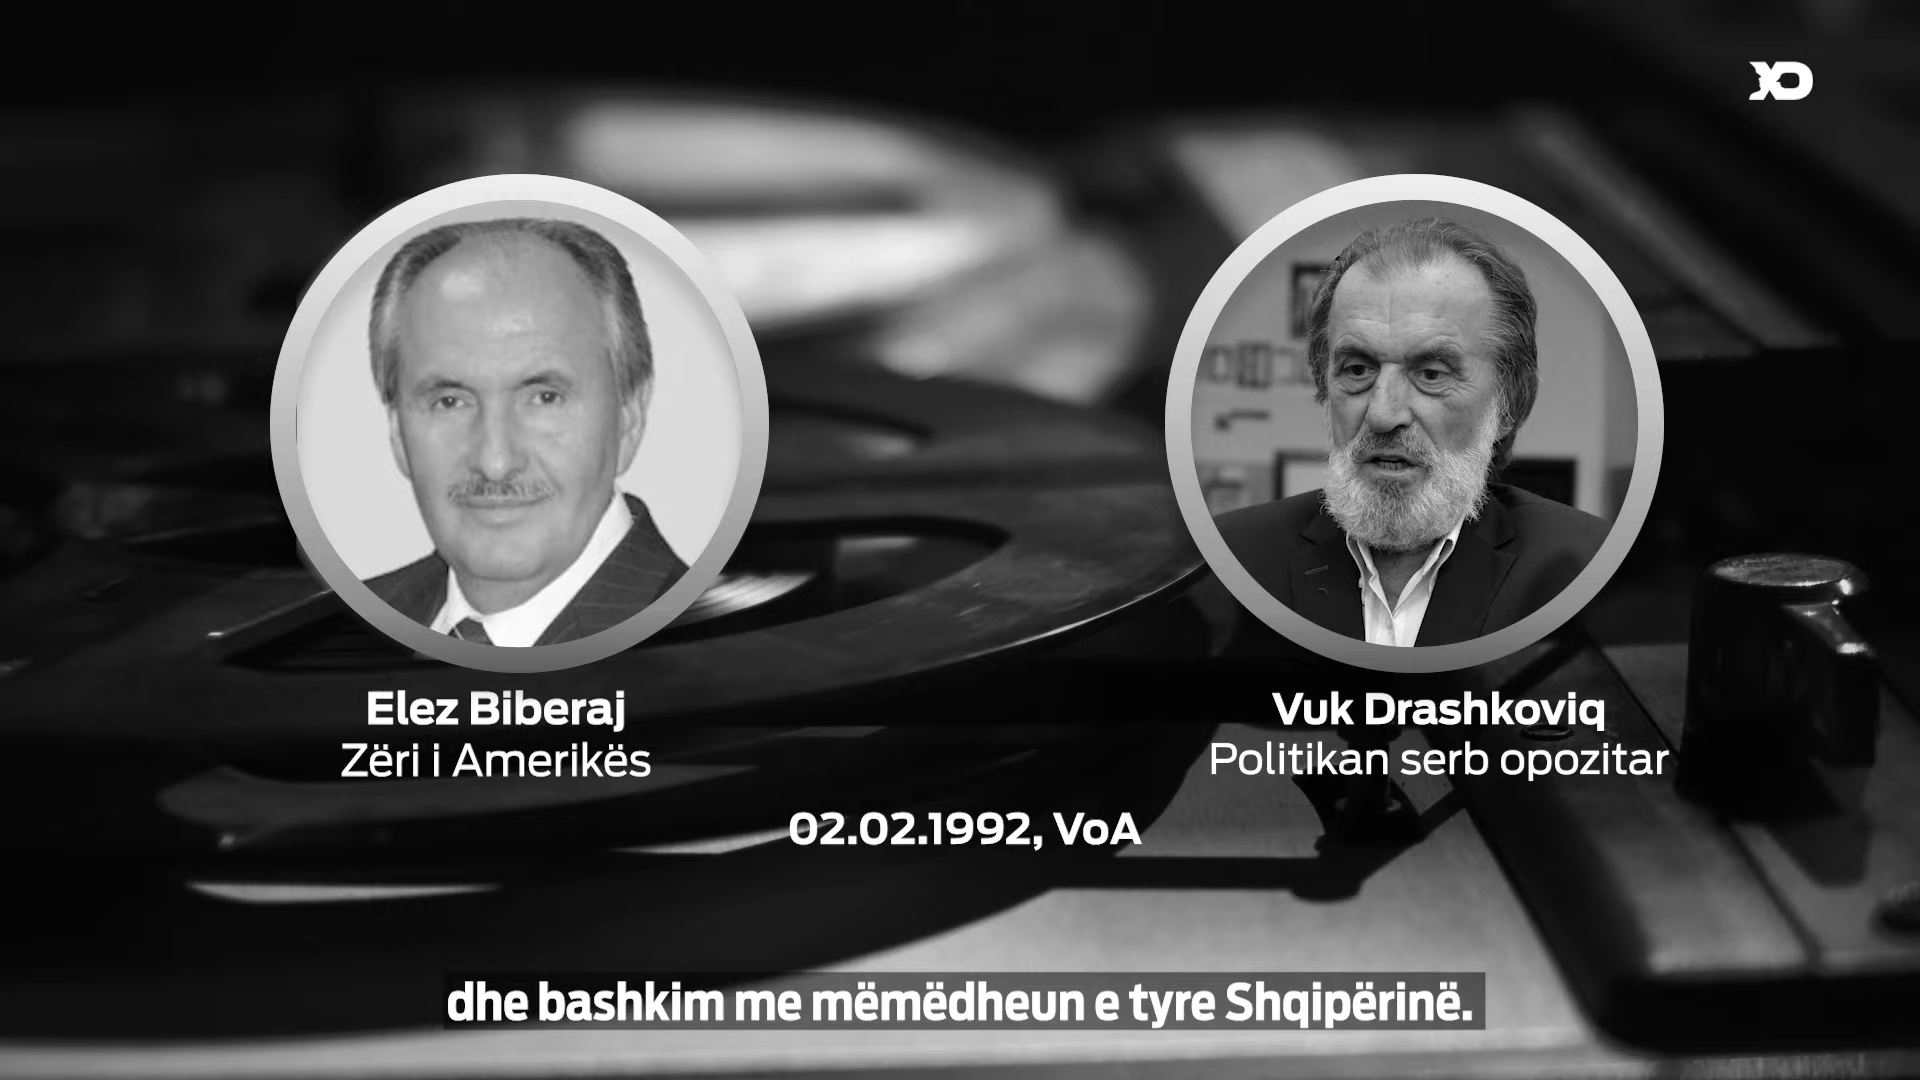 XO
Elez Biberaj
Zëri i Amerikës
Vuk Drashkoviq
Politikan serb opozitar
02.02.1992, VoA
dhe bashkim me mëmëdheun e tyre Shqipërinë.